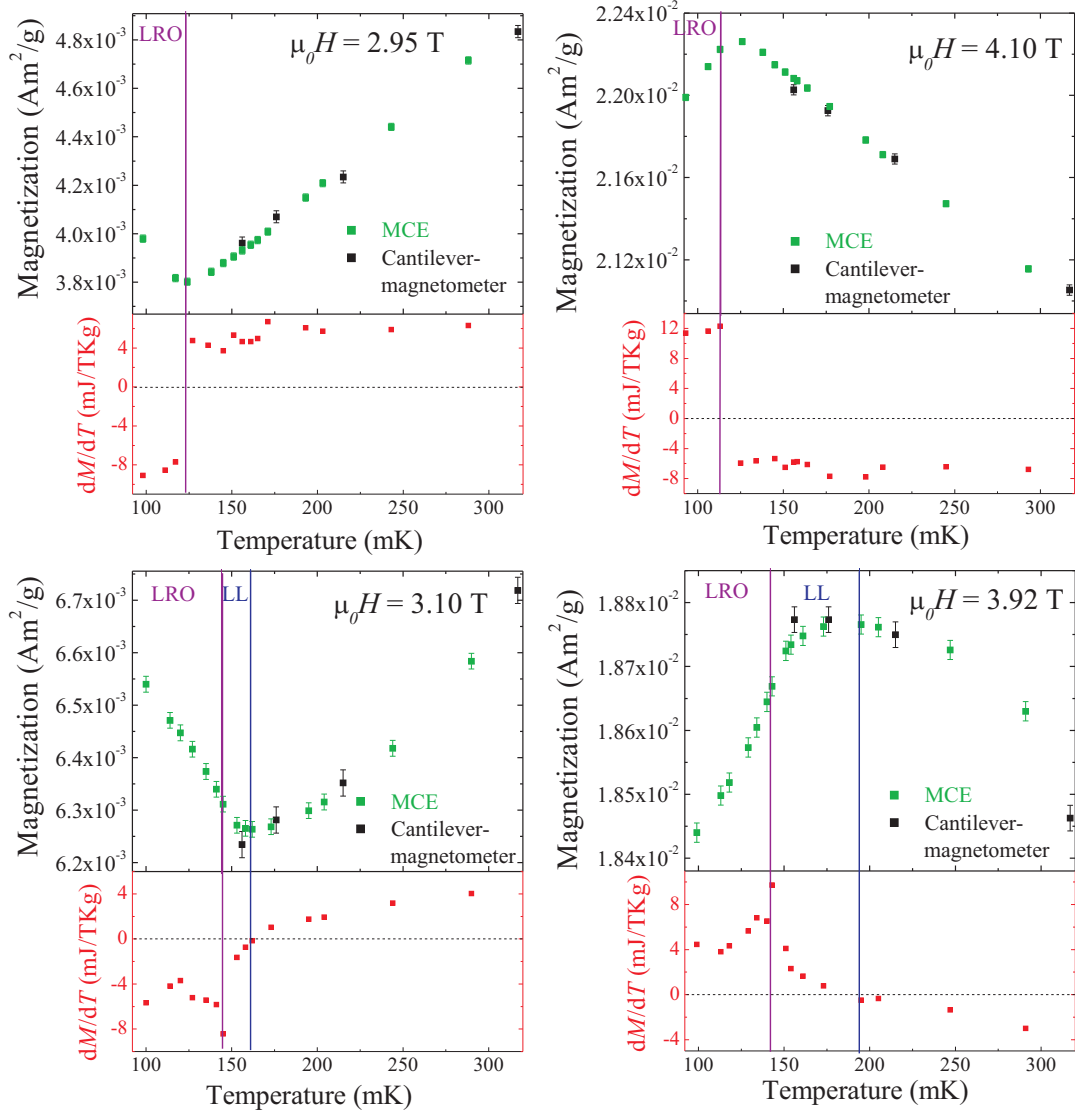 LRO
μ₀H = 2.95 T
4.8x10⁻³
4.6x10⁻³
4.4x10⁻³
4.2x10⁻³
4.0x10⁻³
3.8x10⁻³
Magnetization (Am²/g)
MCE
Cantilever-
magnetometer
4
0
-4
-8
dM/dT (mJ/TKg)
100 150 200 250 300
Temperature (mK)
LRO
μ₀H = 4.10 T
2.24x10⁻²
2.20x10⁻²
2.16x10⁻²
2.12x10⁻²
Magnetization (Am²/g)
MCE
Cantilever-
magnetometer
12
8
4
0
-4
-8
dM/dT (mJ/TKg)
100 150 200 250 300
Temperature (mK)
LRO LL
μ₀H = 3.10 T
6.7x10⁻³
6.6x10⁻³
6.5x10⁻³
6.4x10⁻³
6.3x10⁻³
6.2x10⁻³
Magnetization (Am²/g)
MCE
Cantilever-
magnetometer
4
0
-4
-8
dM/dT (mJ/TKg)
100 150 200 250 300
Temperature (mK)
LRO LL
μ₀H = 3.92 T
1.88x10⁻²
1.87x10⁻²
1.86x10⁻²
1.85x10⁻²
1.84x10⁻²
Magnetization (Am²/g)
MCE
Cantilever-
magnetometer
8
4
0
-4
dM/dT (mJ/TKg)
100 150 200 250 300
Temperature (mK)